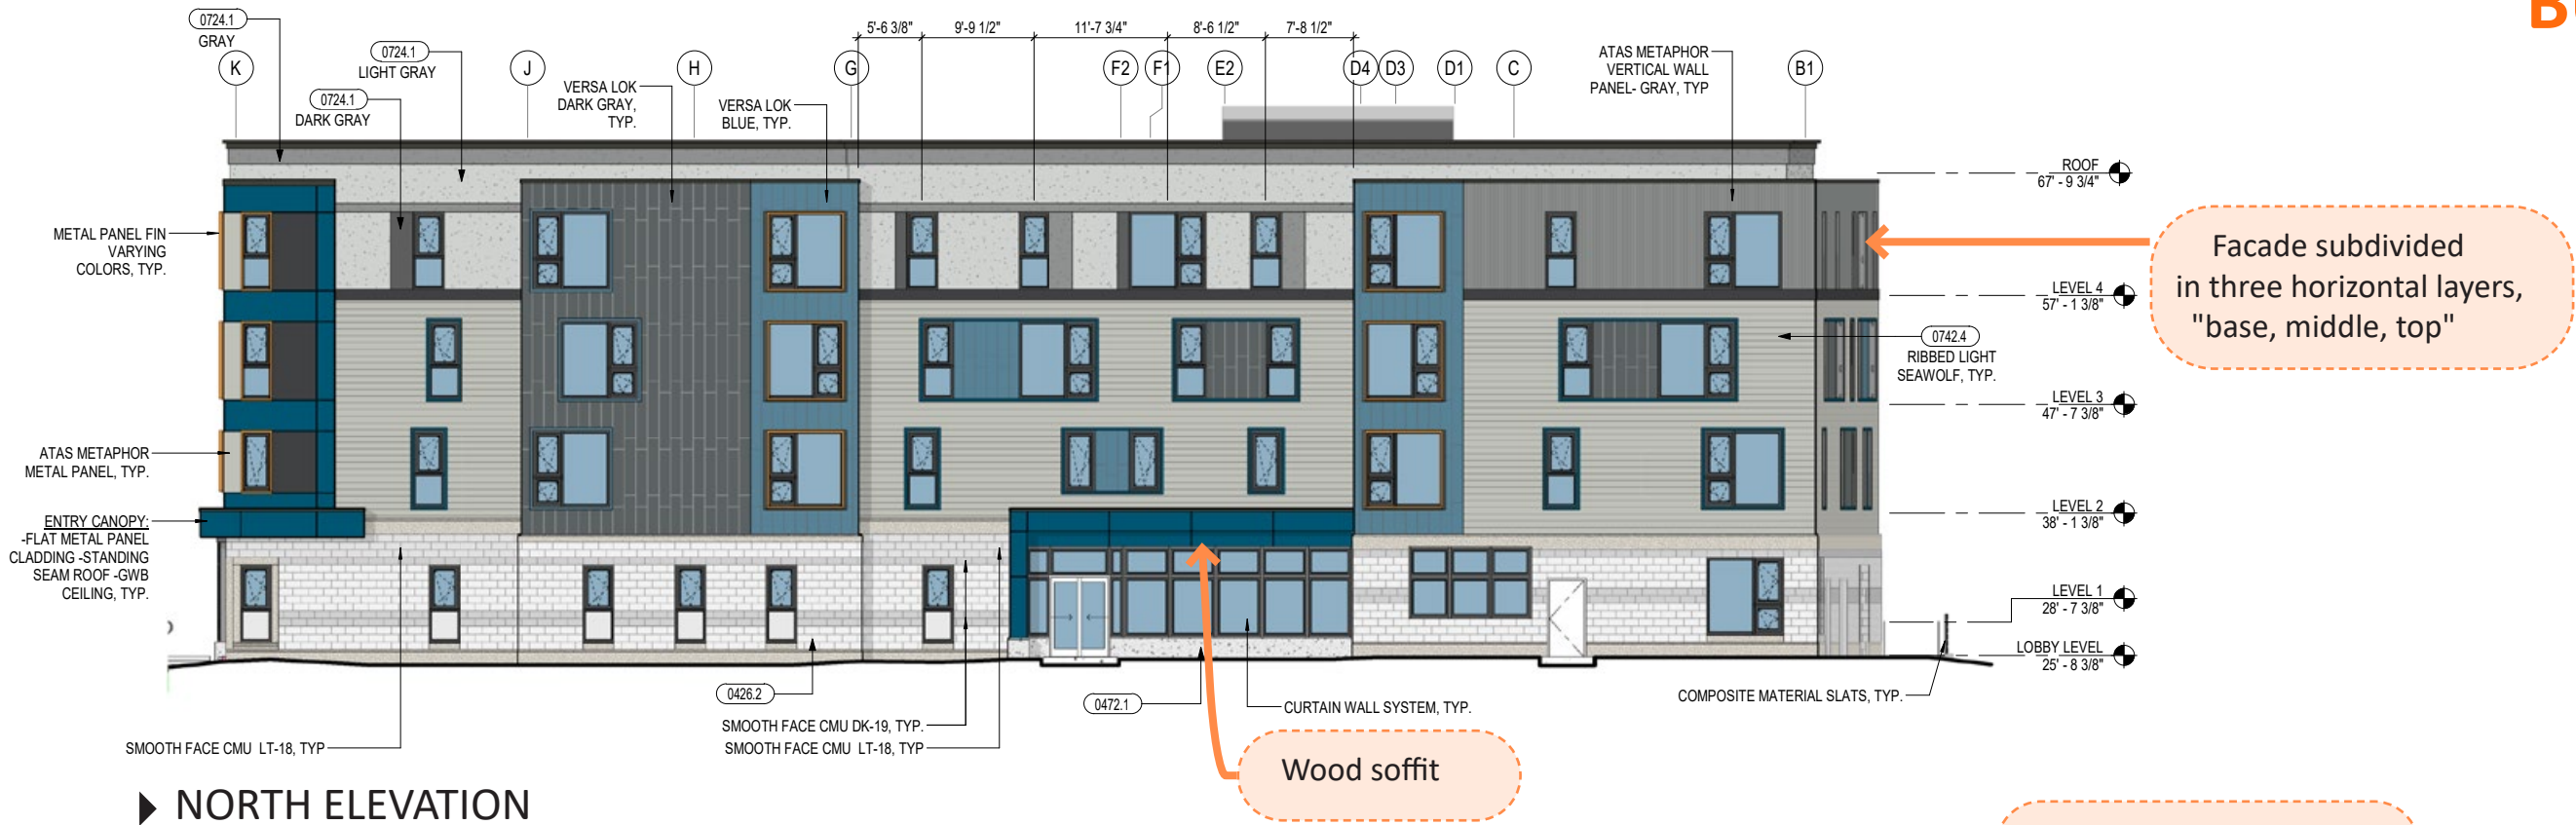 0724.1
GRAY
0724.1
LIGHT GRAY
0724.1
DARK GRAY
K
J
H
G
F2
F1
E2
D4
D3
D1
C
B1
5'-6 3/8"
9'-9 1/2"
11'-7 3/4"
8'-6 1/2"
7'-8 1/2"
VERSA LOK
DARK GRAY,
TYP.
VERSA LOK
BLUE, TYP.
ATAS METAPHOR
VERTICAL WALL
PANEL- GRAY, TYP
METAL PANEL FIN
VARYING
COLORS, TYP.
ATAS METAPHOR
METAL PANEL, TYP.
ENTRY CANOPY:
-FLAT METAL PANEL
CLADDING -STANDING
SEAM ROOF -GWB
CEILING, TYP.
ROOF
67' - 9 3/4"
LEVEL 4
57' - 1 3/8"
0742.4
RIBBED LIGHT
SEAWOLF, TYP.
LEVEL 3
47' - 7 3/8"
LEVEL 2
38' - 1 3/8"
LEVEL 1
28' - 7 3/8"
LOBBY LEVEL
25' - 8 3/8"
Facade subdivided
in three horizontal layers,
"base, middle, top"
0426.2
0472.1
SMOOTH FACE CMU DK-19, TYP.
SMOOTH FACE CMU LT-18, TYP
SMOOTH FACE CMU LT-18, TYP
CURTAIN WALL SYSTEM, TYP.
COMPOSITE MATERIAL SLATS, TYP.
Wood soffit
NORTH ELEVATION